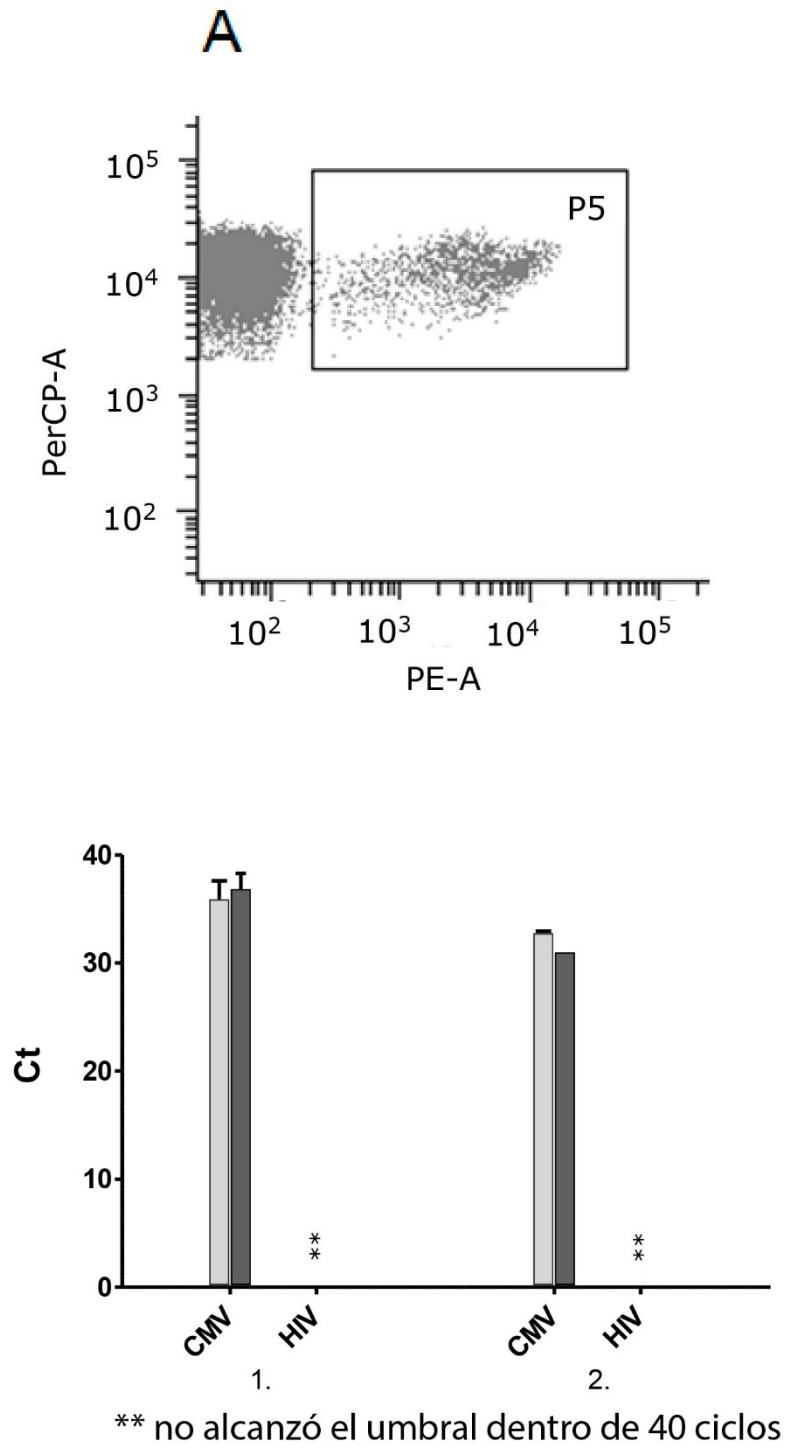 A
10⁵
P5
10⁴
10³
10²
PerCP-A
10² 10³ 10⁴ 10⁵
PE-A
40
30
20
10
0
Ct
** **
CMV HIV CMV HIV
1. 2.
** no alcanzó el umbral dentro de 40 ciclos